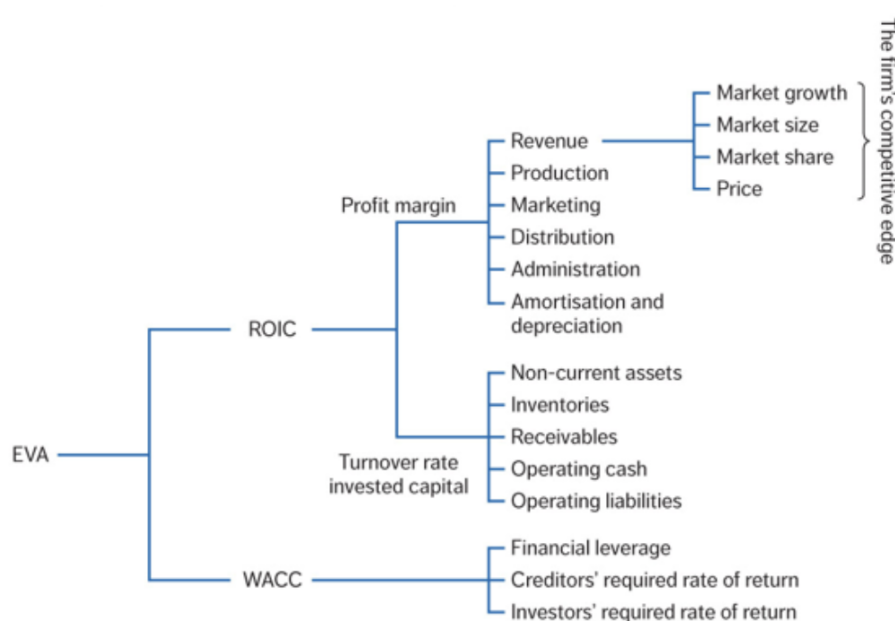 The firm's competitive edge
Market growth
Market size
Market share
Price
Revenue
Production
Marketing
Distribution
Administration
Amortisation and
depreciation
Profit margin
ROIC
Non-current assets
Inventories
Receivables
Operating cash
Operating liabilities
Turnover rate
invested capital
EVA
WACC
Financial leverage
Creditors' required rate of return
Investors' required rate of return